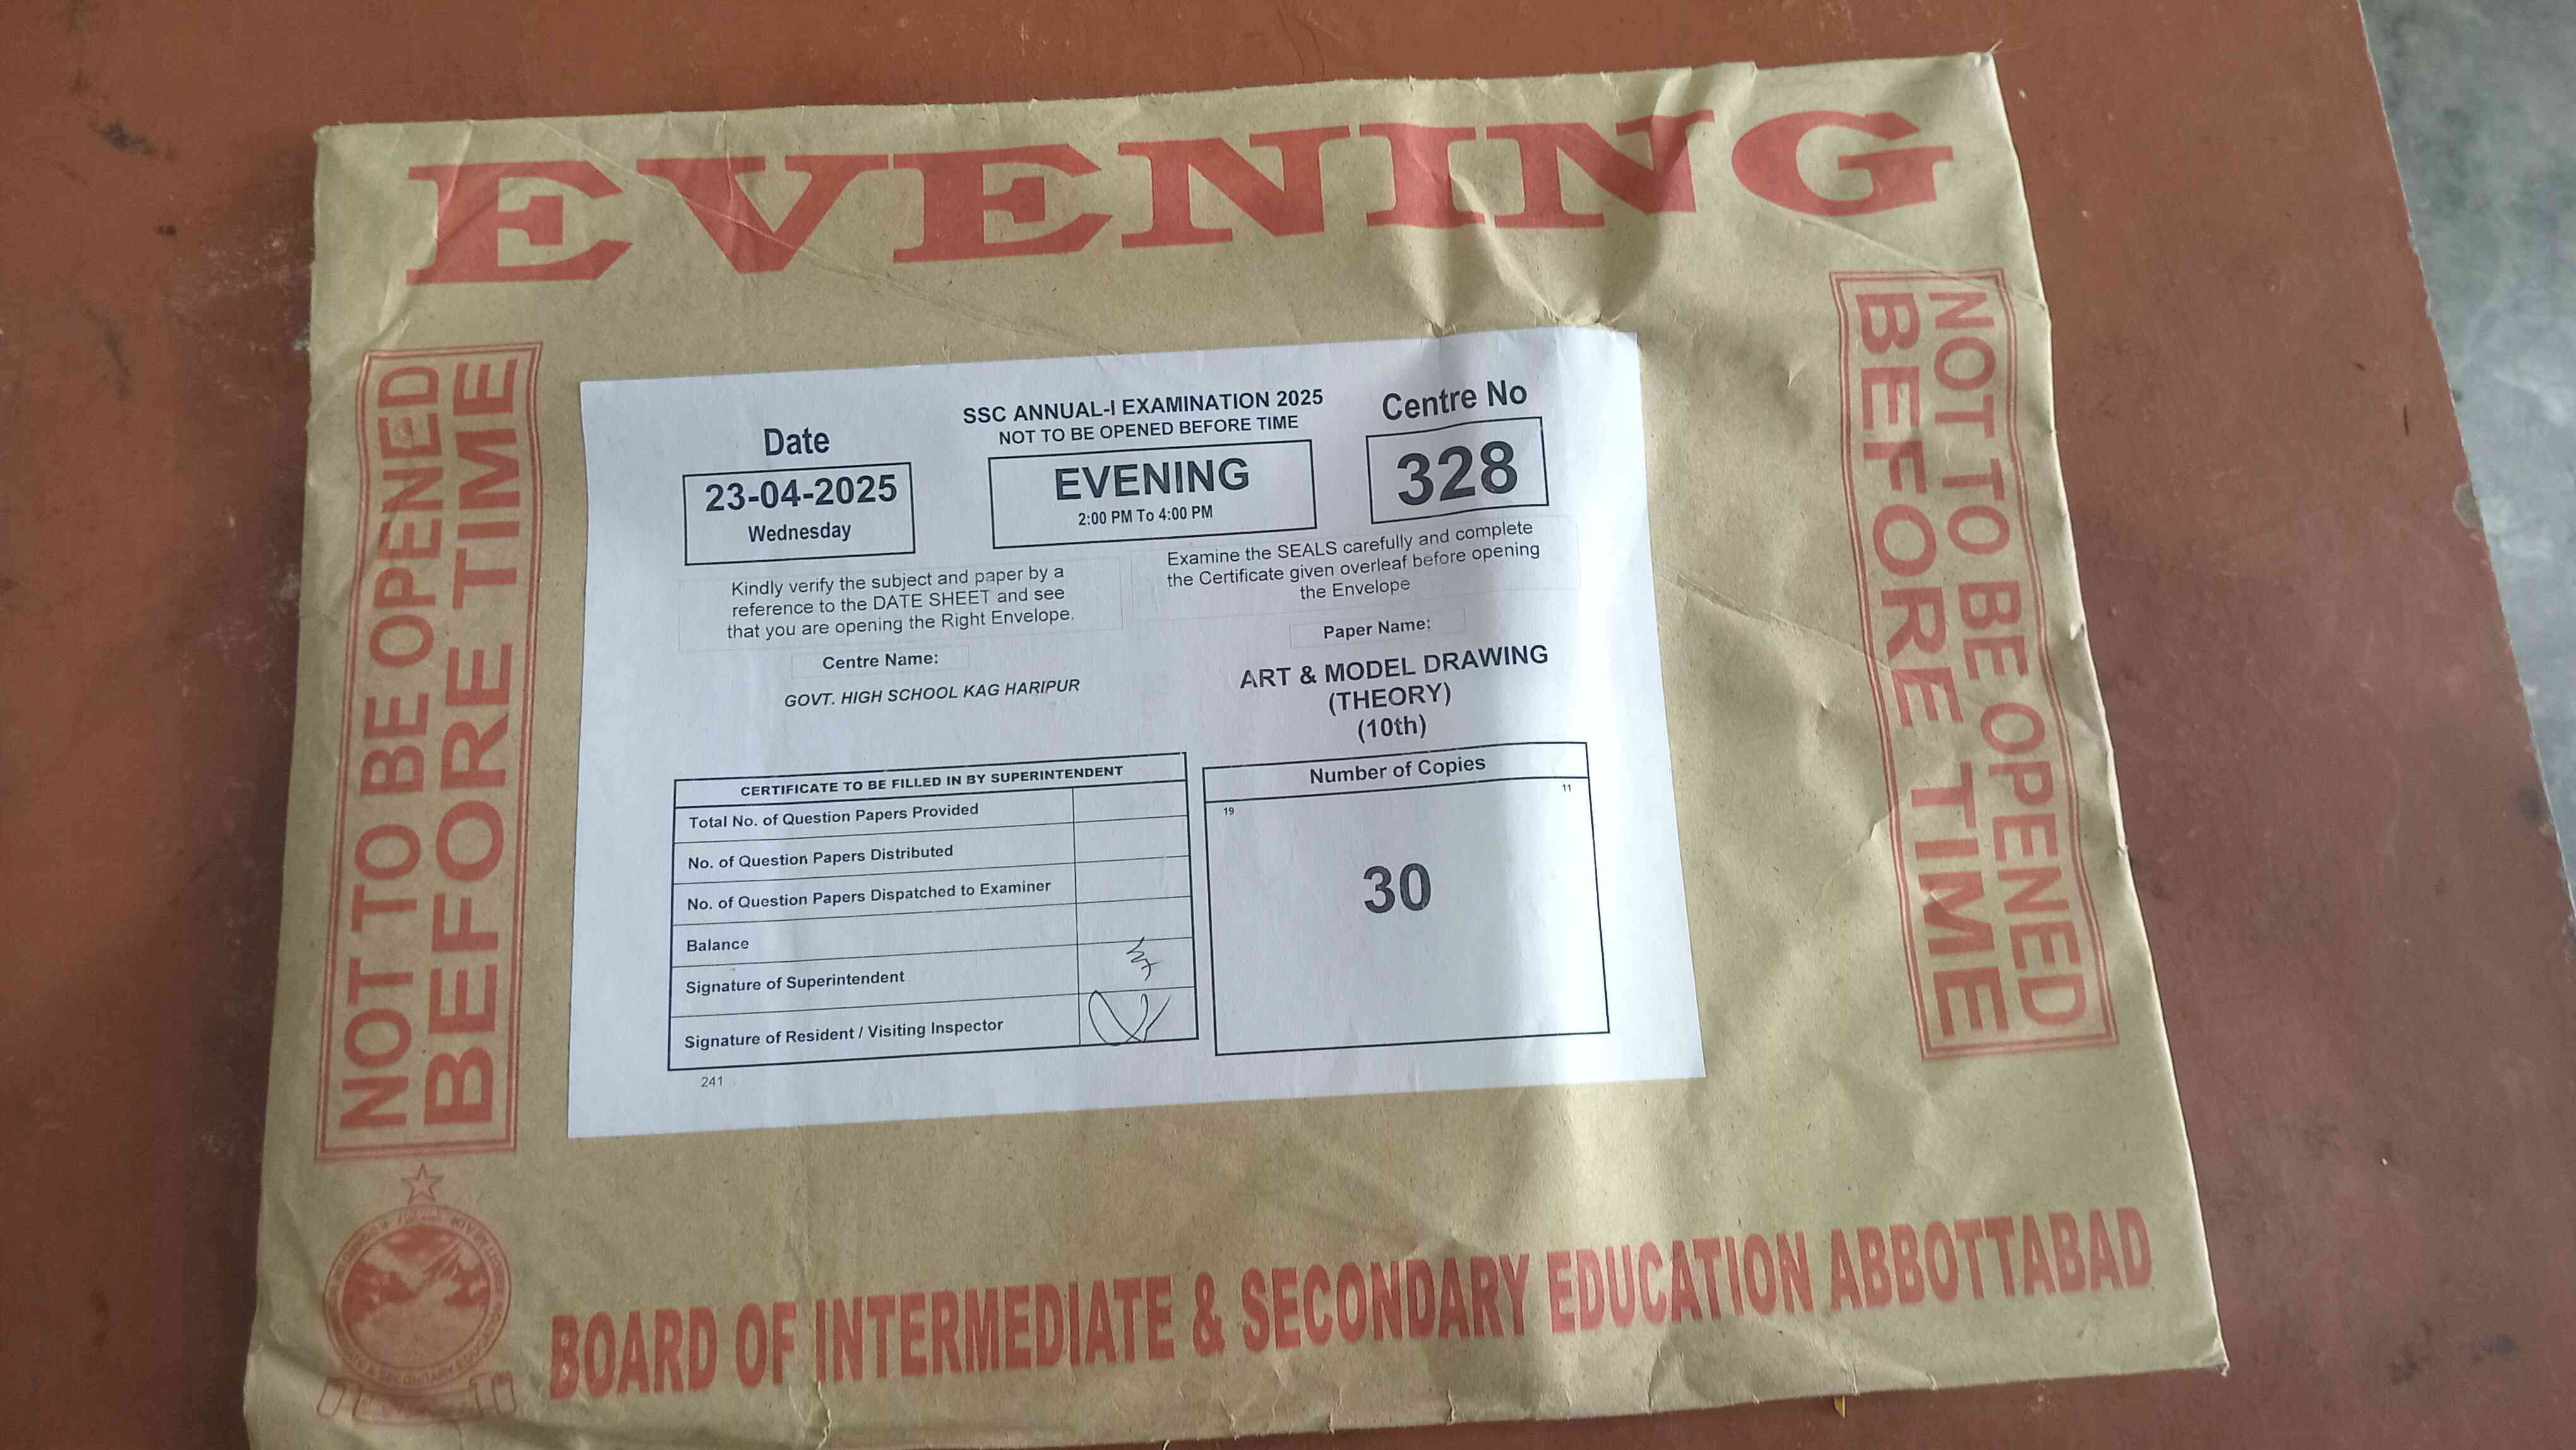 EVENING
NOT TO BE OPENED
BEFORE TIME
NOT TO BE OPENED
BEFORE TIME
SSC ANNUAL-I EXAMINATION 2025
NOT TO BE OPENED BEFORE TIME
Date
23-04-2025
Wednesday
EVENING
2:00 PM To 4:00 PM
Centre No
328
Kindly verify the subject and paper by a
reference to the DATE SHEET and see
that you are opening the Right Envelope.
Examine the SEALS carefully and complete
the Certificate given overleaf before opening
the Envelope
Centre Name:
GOVT. HIGH SCHOOL KAG HARIPUR
Paper Name:
ART & MODEL DRAWING
(THEORY)
(10th)
CERTIFICATE TO BE FILLED IN BY SUPERINTENDENT
Total No. of Question Papers Provided
No. of Question Papers Distributed
No. of Question Papers Dispatched to Examiner
Balance
Signature of Superintendent
Signature of Resident / Visiting Inspector
241
Number of Copies
19
11
30
BOARD OF INTERMEDIATE & SECONDARY EDUCATION ABBOTTABAD